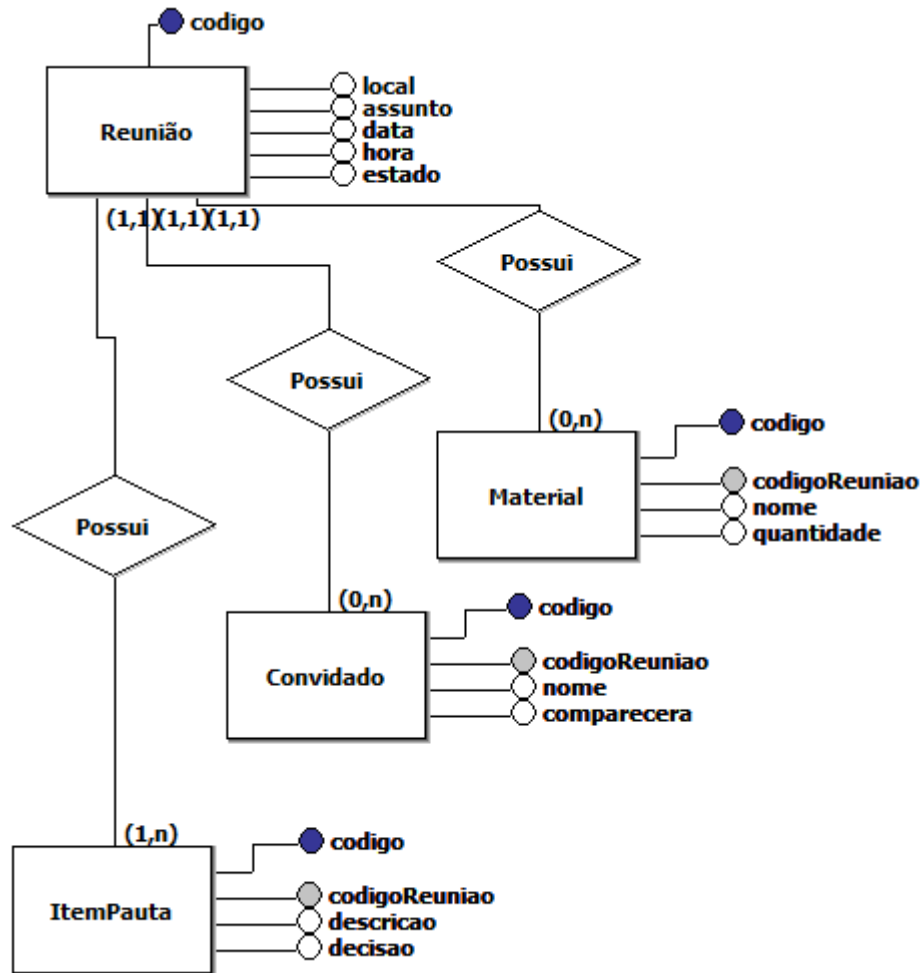 codigo
Reunião
local
assunto
data
hora
estado
(1,1)(1,1)(1,1)
Possui
Possui
Possui
(0,n)
codigo
Material
codigoReuniao
nome
quantidade
(0,n)
codigo
Convidado
codigoReuniao
nome
comparecera
(1,n)
codigo
ItemPauta
codigoReuniao
descricao
decisao